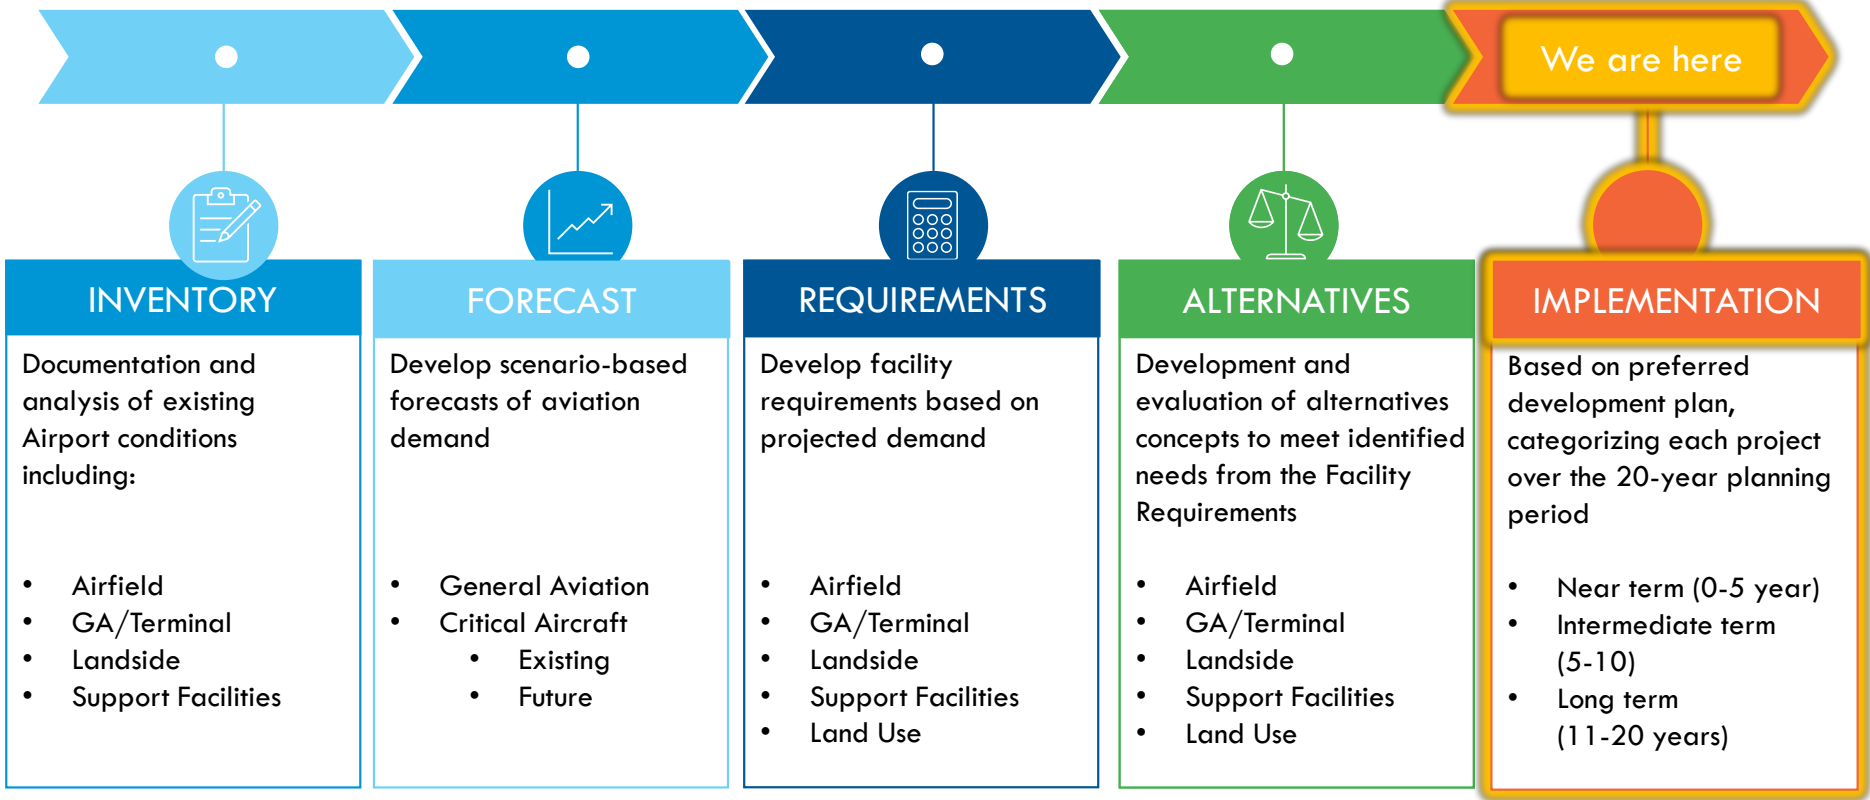 We are here
INVENTORY
Documentation and
analysis of existing
Airport conditions
including:
• Airfield
• GA/Terminal
• Landside
• Support Facilities
FORECAST
Develop scenario-based
forecasts of aviation
demand
• General Aviation
• Critical Aircraft
• Existing
• Future
REQUIREMENTS
Develop facility
requirements based on
projected demand
• Airfield
• GA/Terminal
• Landside
• Support Facilities
• Land Use
ALTERNATIVES
Development and
evaluation of alternatives
concepts to meet identified
needs from the Facility
Requirements
• Airfield
• GA/Terminal
• Landside
• Support Facilities
• Land Use
IMPLEMENTATION
Based on preferred
development plan,
categorizing each project
over the 20-year planning
period
• Near term (0-5 year)
• Intermediate term
(5-10)
• Long term
(11-20 years)